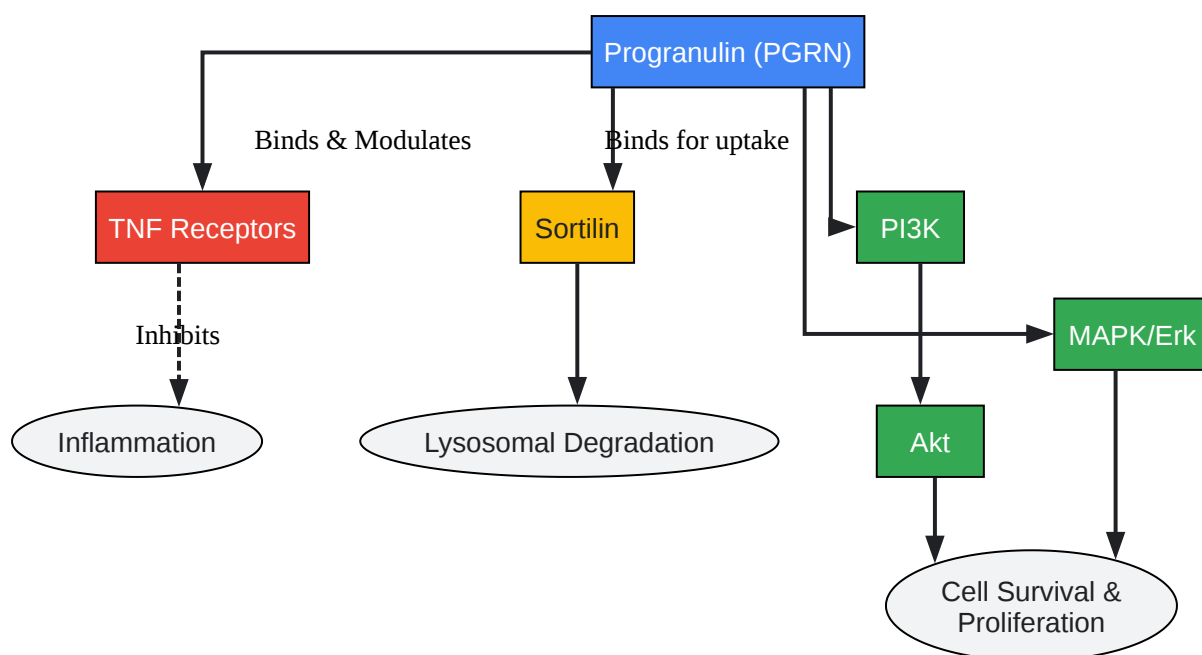 Progranulin (PGRN)
Binds & Modulates
Binds for uptake
TNF Receptors
Sortilin
PI3K
Inhibits
MAPK/Erk
Inflammation
Lysosomal Degradation
Akt
Cell Survival &
Proliferation